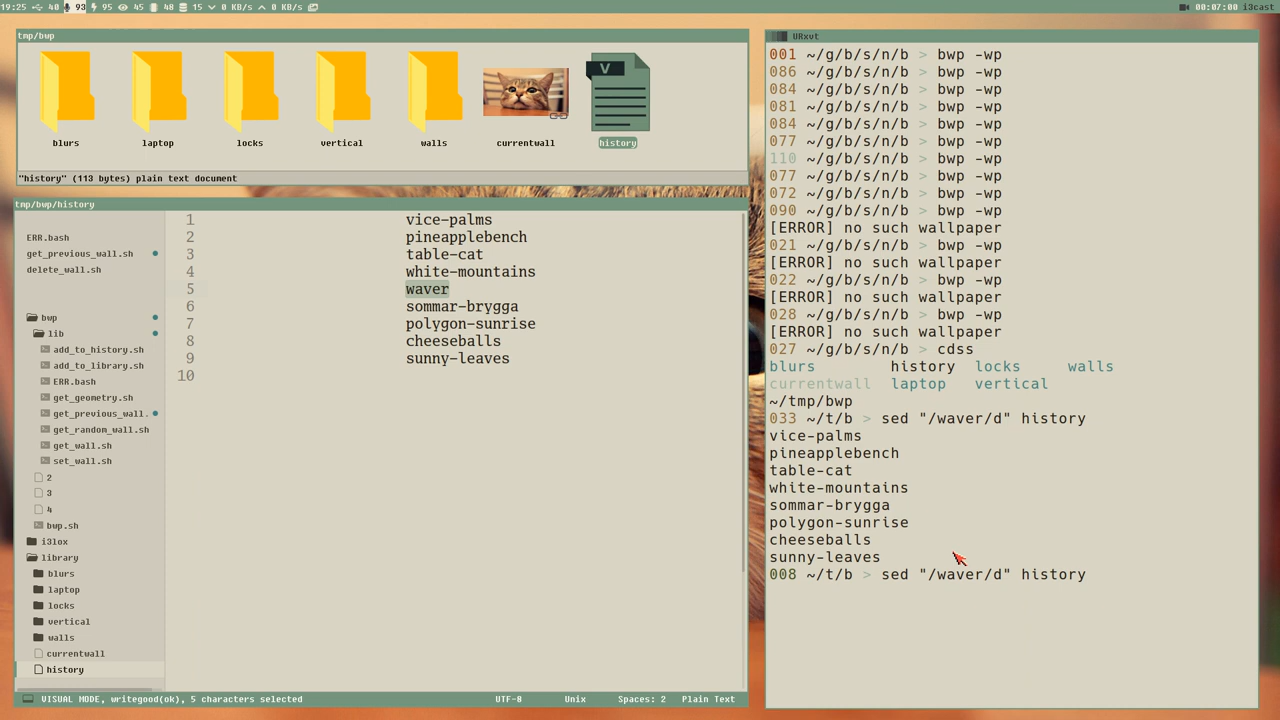 19:25 40 93 95 45 48 15 0 KB/s 0 KB/s
00:07:00 i3cast
tmp/bwp
blurs laptop locks vertical walls currentwall history
V
"history" (113 bytes) plain text document
tmp/bwp/history
ERR.bash
get_previous_wall.sh
delete_wall.sh
bwp
lib
add_to_history.sh
add_to_library.sh
ERR.bash
get_geometry.sh
get_previous_wall.
get_random_wall.sh
get_wall.sh
set_wall.sh
2
3
4
bwp.sh
i3lox
library
blurs
laptop
locks
vertical
walls
currentwall
history
1 vice-palms
2 pineapplebench
3 table-cat
4 white-mountains
5 waver
6 sommar-brygga
7 polygon-sunrise
8 cheeseballs
9 sunny-leaves
10
VISUAL MODE, writegood(ok), 5 characters selected UTF-8 Unix Spaces: 2 Plain Text
URxvt
001 ~/g/b/s/n/b > bwp -wp
086 ~/g/b/s/n/b > bwp -wp
084 ~/g/b/s/n/b > bwp -wp
081 ~/g/b/s/n/b > bwp -wp
084 ~/g/b/s/n/b > bwp -wp
077 ~/g/b/s/n/b > bwp -wp
110 ~/g/b/s/n/b > bwp -wp
077 ~/g/b/s/n/b > bwp -wp
072 ~/g/b/s/n/b > bwp -wp
090 ~/g/b/s/n/b > bwp -wp
[ERROR] no such wallpaper
021 ~/g/b/s/n/b > bwp -wp
[ERROR] no such wallpaper
022 ~/g/b/s/n/b > bwp -wp
[ERROR] no such wallpaper
028 ~/g/b/s/n/b > bwp -wp
[ERROR] no such wallpaper
027 ~/g/b/s/n/b > cdss
blurs history locks walls
currentwall laptop vertical
~/tmp/bwp
033 ~/t/b > sed "/waver/d" history
vice-palms
pineapplebench
table-cat
white-mountains
sommar-brygga
polygon-sunrise
cheeseballs
sunny-leaves
008 ~/t/b > sed "/waver/d" history